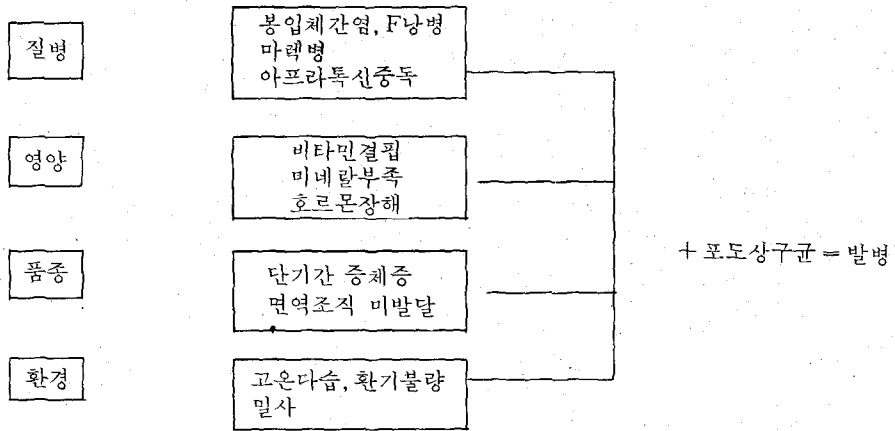 질병
봉입체간염, F낭병
마렉병
아프라톡신중독
영양
비타민결핍
미네랄부족
호르몬장해
품종
단기간 증체증
면역조직 미발달
+ 포도상구균 = 발병
환경
고온다습, 환기불량
밀사